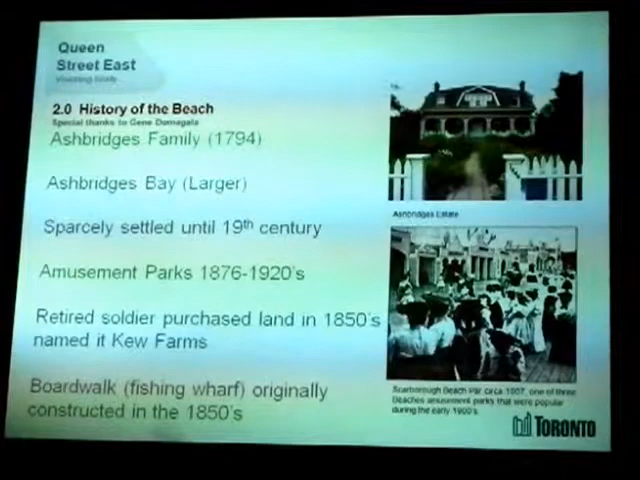 Queen
Street East
Visioning Study
2.0 History of the Beach
Special thanks to Gene Domagala
Ashbridges Family (1794)
Ashbridges Bay (Larger)
Sparcely settled until 19th century
Amusement Parks 1876-1920's
Retired soldier purchased land in 1850's
named it Kew Farms
Boardwalk (fishing wharf) originally
constructed in the 1850's
Ashbridges Estate
Scarborough Beach Par, circa 1907, one of three
Beaches amusement parks that were popular
during the early 1900's.
TORONTO